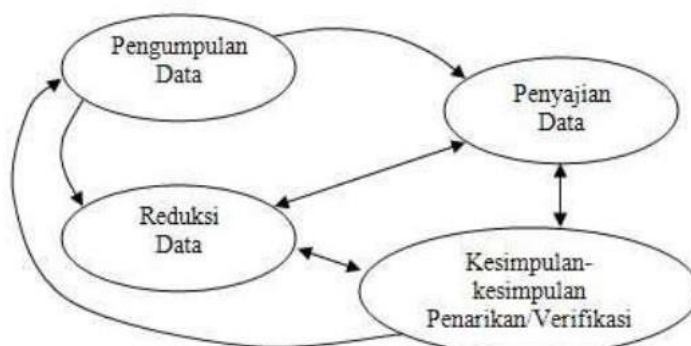 Pengumpulan
Data
Penyajian
Data
Reduksi
Data
Kesimpulan-
kesimpulan
Penarikan/Verifikasi